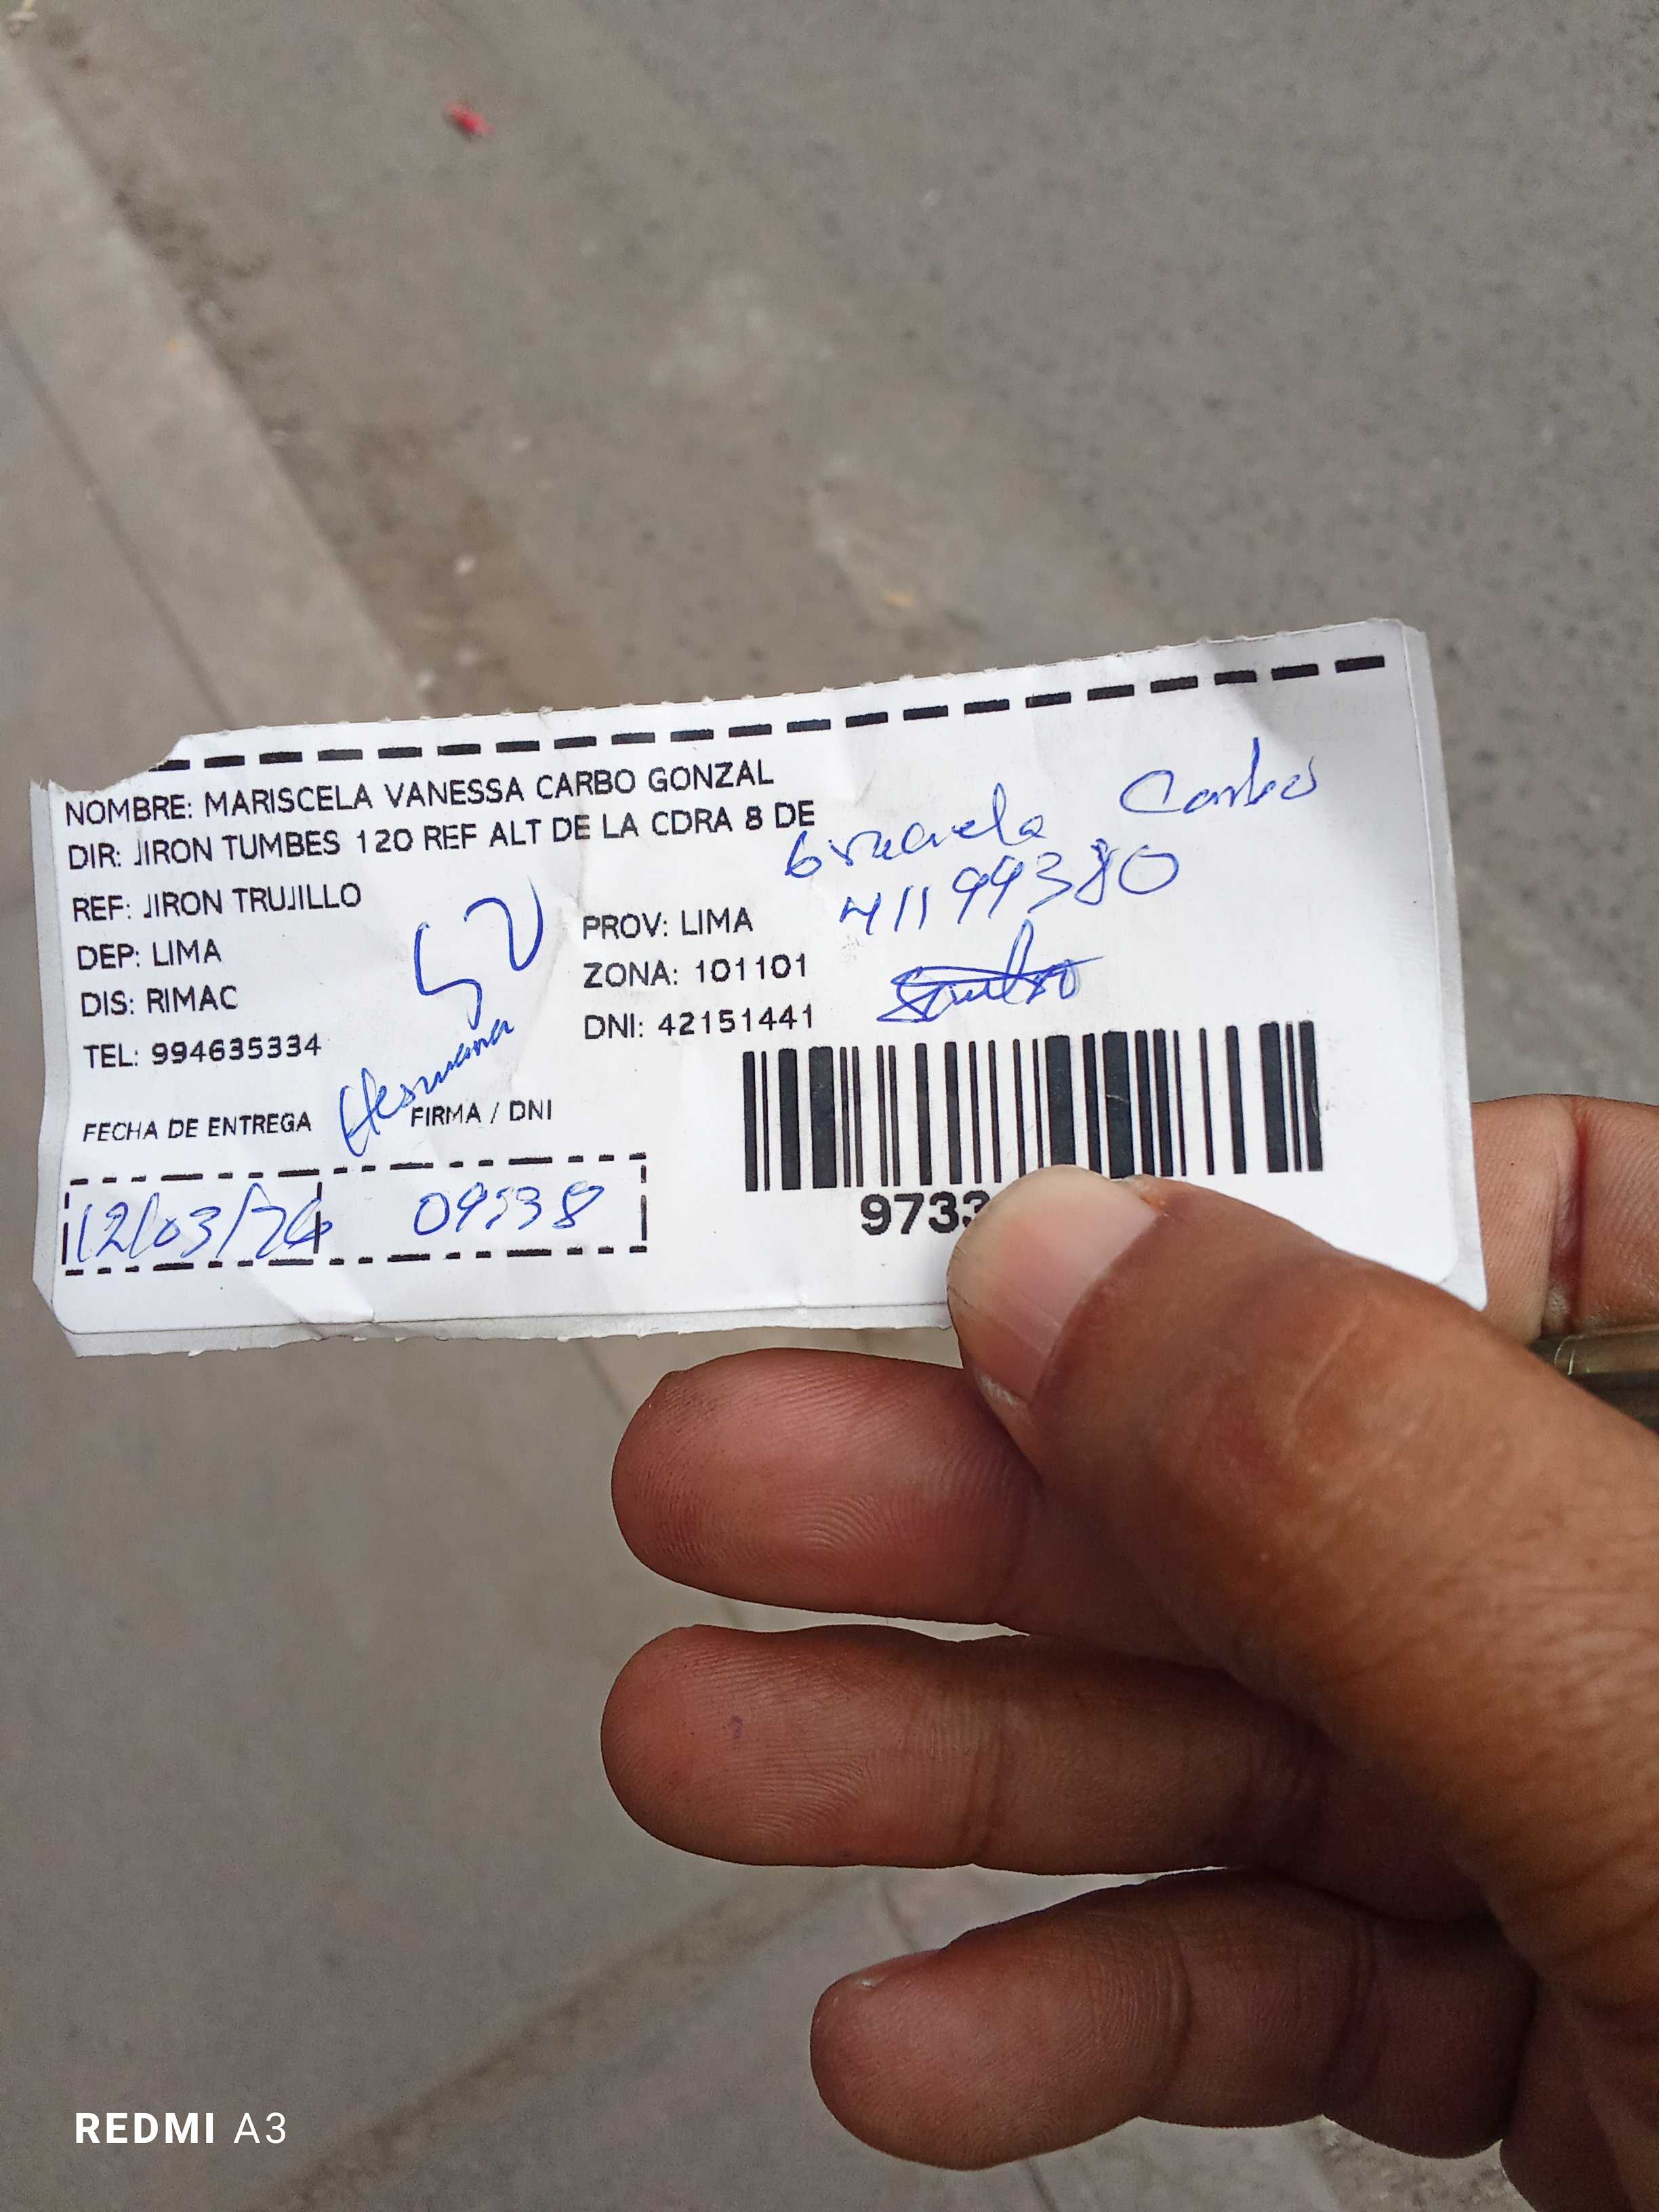 NOMBRE: MARISCELA VANESSA CARBO GONZAL
DIR: JIRON TUMBES 120 REF ALT DE LA CDRA 8 DE
REF: JIRON TRUJILLO
DEP: LIMA
PROV: LIMA
DIS: RIMAC
ZONA: 101101
TEL: 994635334
DNI: 42151441
Carbo
41199380
Hermana
FECHA DE ENTREGA
FIRMA / DNI
12/03/26
09:38
9733
REDMI A3